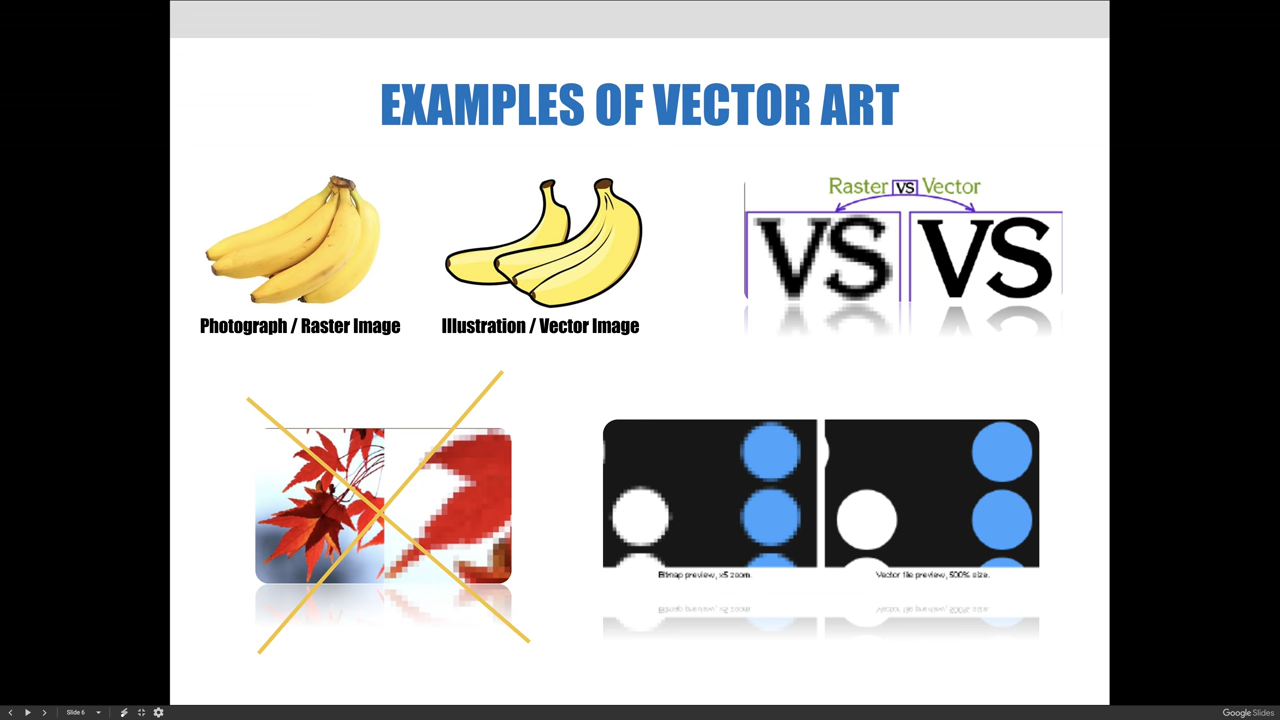 EXAMPLES OF VECTOR ART
Raster VS Vector
VS VS
Photograph / Raster Image
Illustration / Vector Image
Bitmap preview, x5 zoom.
Vector file preview, 500% size.
Slide 6
Google Slides